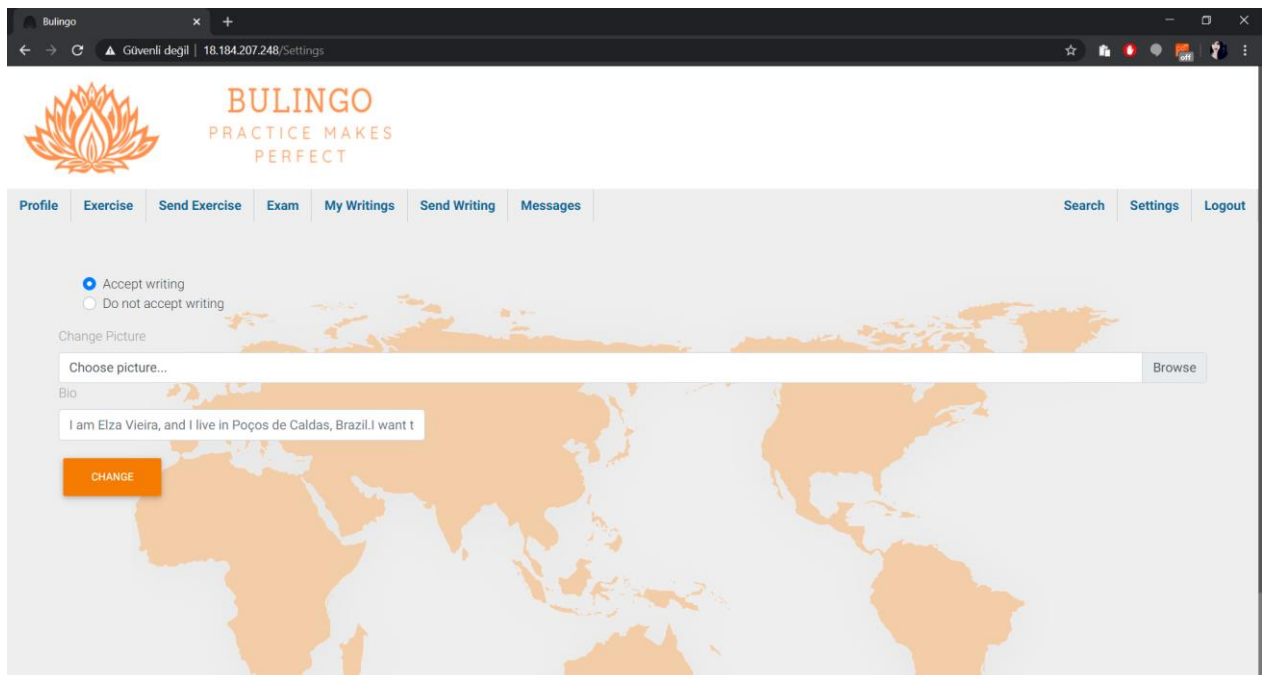 Bulingo
Güvenli değil | 18.184.207.248/Settings
off
BULINGO
PRACTICE MAKES
PERFECT
Profile Exercise Send Exercise Exam My Writings Send Writing Messages Search Settings Logout
Accept writing
Do not accept writing
Change Picture
Choose picture... Browse
Bio
I am Elza Vieira, and I live in Poços de Caldas, Brazil.I want t
CHANGE